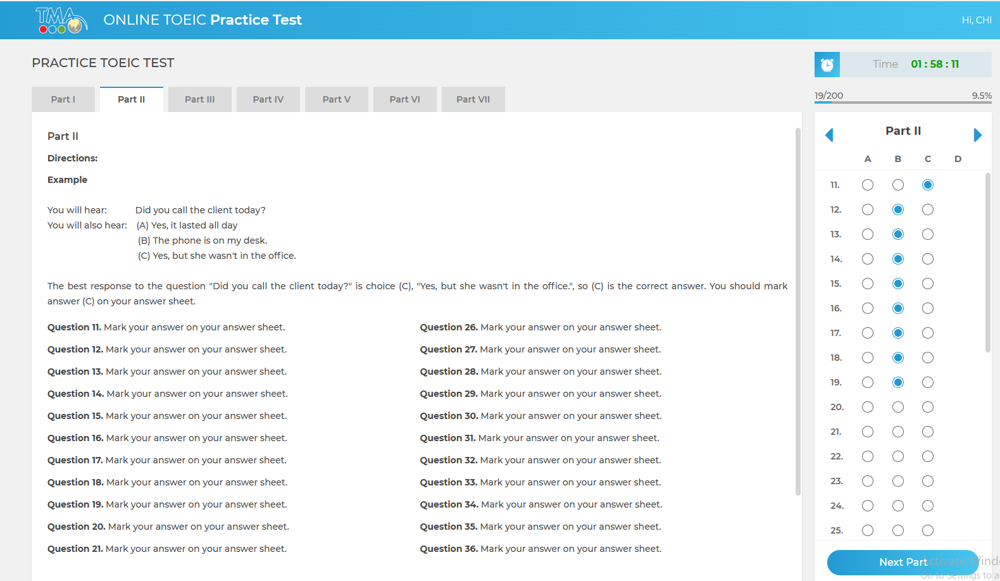 TMA
ONLINE TOEIC Practice Test
Hi, CHI
PRACTICE TOEIC TEST
Time 01 : 58 : 11
Part I
Part II
Part III
Part IV
Part V
Part VI
Part VII
19/200 9.5%
Part II
Directions:
Example
You will hear: Did you call the client today?
You will also hear: (A) Yes, it lasted all day
(B) The phone is on my desk.
(C) Yes, but she wasn't in the office.
The best response to the question "Did you call the client today?" is choice (C), "Yes, but she wasn't in the office.", so (C) is the correct answer. You should mark
answer (C) on your answer sheet.
Question 11. Mark your answer on your answer sheet.
Question 12. Mark your answer on your answer sheet.
Question 13. Mark your answer on your answer sheet.
Question 14. Mark your answer on your answer sheet.
Question 15. Mark your answer on your answer sheet.
Question 16. Mark your answer on your answer sheet.
Question 17. Mark your answer on your answer sheet.
Question 18. Mark your answer on your answer sheet.
Question 19. Mark your answer on your answer sheet.
Question 20. Mark your answer on your answer sheet.
Question 21. Mark your answer on your answer sheet.
Question 26. Mark your answer on your answer sheet.
Question 27. Mark your answer on your answer sheet.
Question 28. Mark your answer on your answer sheet.
Question 29. Mark your answer on your answer sheet.
Question 30. Mark your answer on your answer sheet.
Question 31. Mark your answer on your answer sheet.
Question 32. Mark your answer on your answer sheet.
Question 33. Mark your answer on your answer sheet.
Question 34. Mark your answer on your answer sheet.
Question 35. Mark your answer on your answer sheet.
Question 36. Mark your answer on your answer sheet.
Part II
A B C D
11.
12.
13.
14.
15.
16.
17.
18.
19.
20.
21.
22.
23.
24.
25.
Next Part
Activate Wind
Go to Settings to a